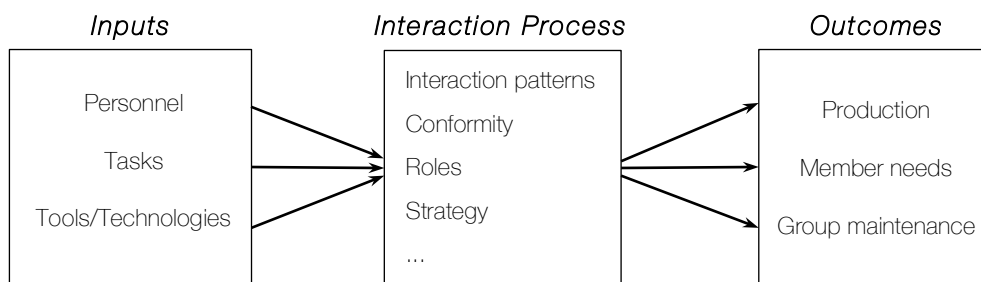 Inputs
Interaction Process
Outcomes
Personnel
Tasks
Tools/Technologies
Interaction patterns
Conformity
Roles
Strategy
...
Production
Member needs
Group maintenance